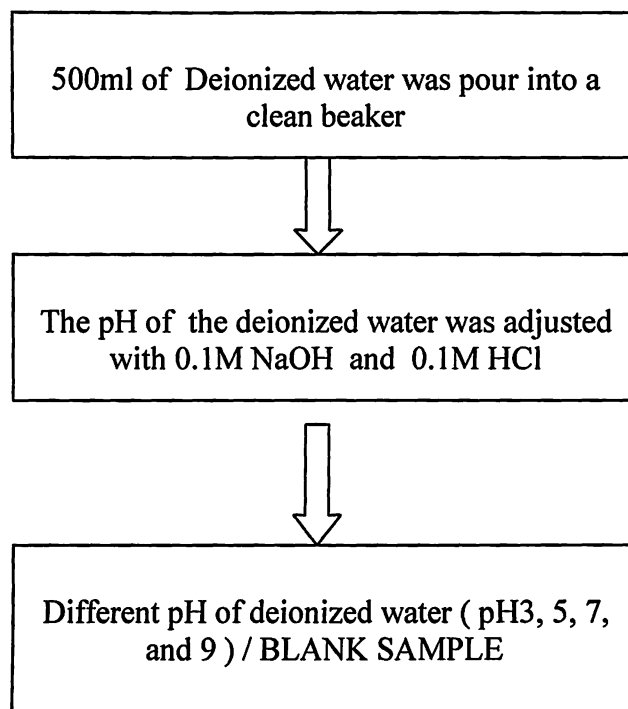 500ml of Deionized water was pour into a
clean beaker
The pH of the deionized water was adjusted
with 0.1M NaOH and 0.1M HCl
Different pH of deionized water ( pH3, 5, 7,
and 9 ) / BLANK SAMPLE